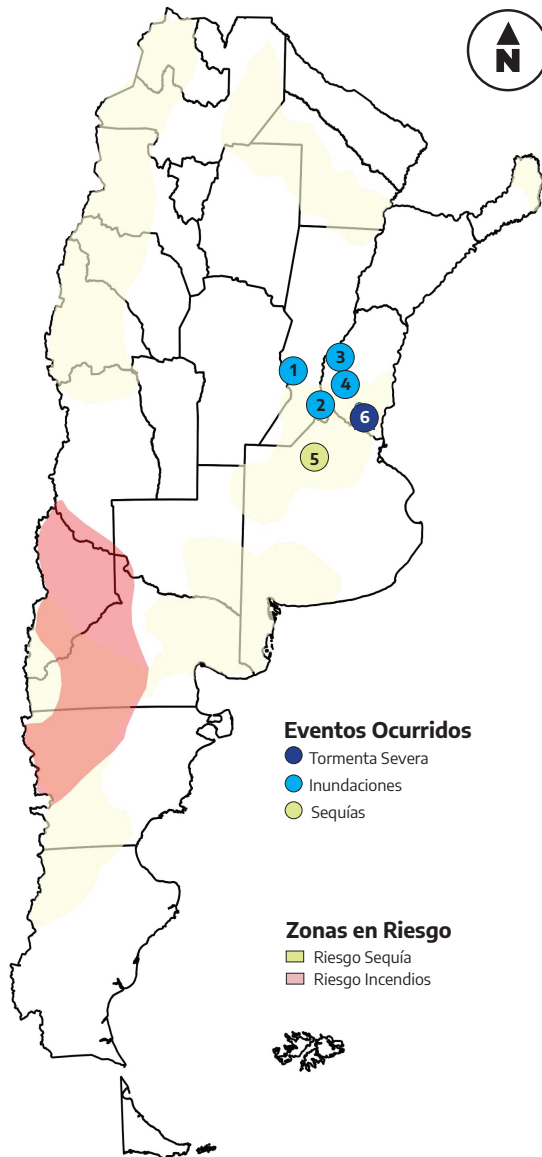 N
1
2
3
4
5
6
Eventos Ocurridos
Tormenta Severa
Inundaciones
Sequías
Zonas en Riesgo
Riesgo Sequía
Riesgo Incendios